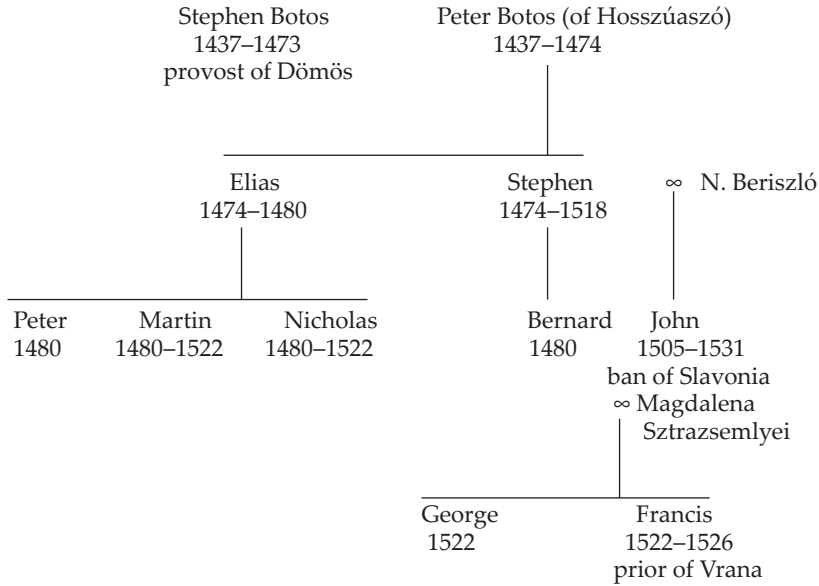 Stephen Botos Peter Botos (of Hosszúaszó)
1437–1473 1437–1474
provost of Dömös
Elias Stephen ∞ N. Beriszló
1474–1480 1474–1518
Peter Martin Nicholas Bernard John
1480 1480–1522 1480–1522 1480 1505–1531
ban of Slavonia
∞ Magdalena
Sztrazsemlyei
George Francis
1522 1522–1526
prior of Vrana